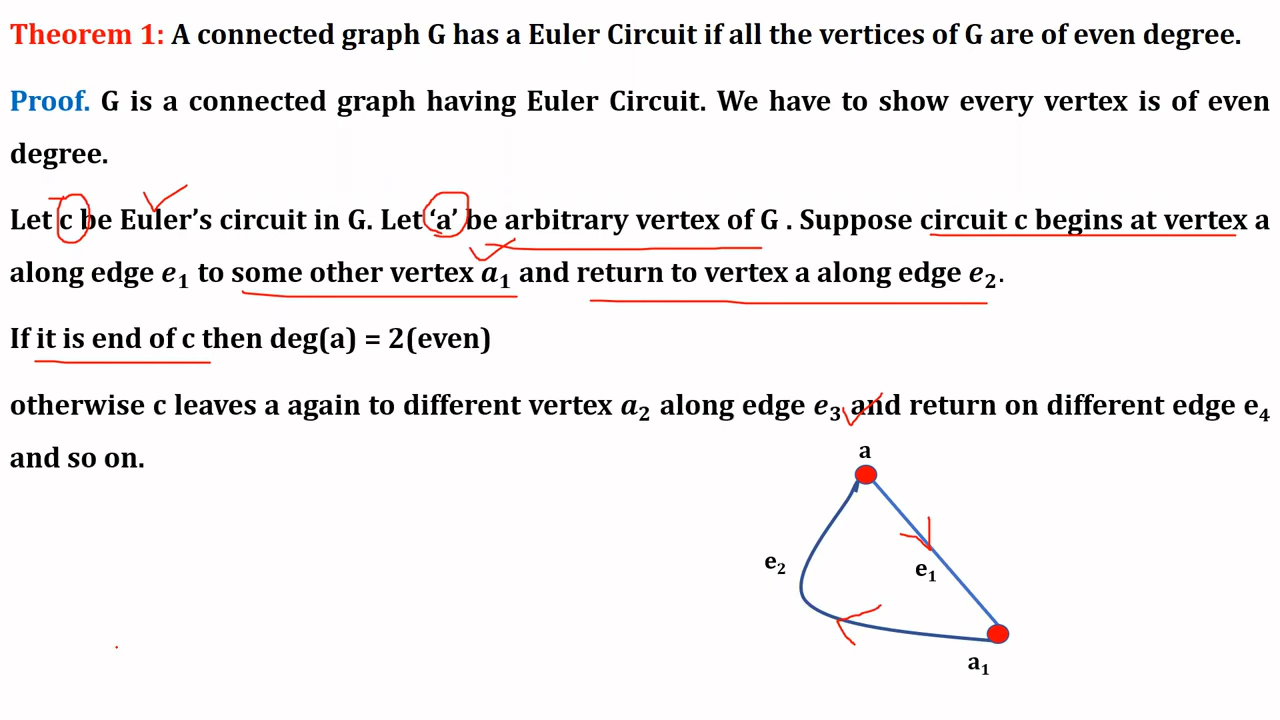 Theorem 1: A connected graph G has a Euler Circuit if all the vertices of G are of even degree.
Proof. G is a connected graph having Euler Circuit. We have to show every vertex is of even
degree.
Let c be Euler's circuit in G. Let ‘a’ be arbitrary vertex of G . Suppose circuit c begins at vertex a
along edge e₁ to some other vertex a₁ and return to vertex a along edge e₂.
If it is end of c then deg(a) = 2(even)
otherwise c leaves a again to different vertex a₂ along edge e₃ and return on different edge e₄
and so on.
a
e₂
e₁
a₁